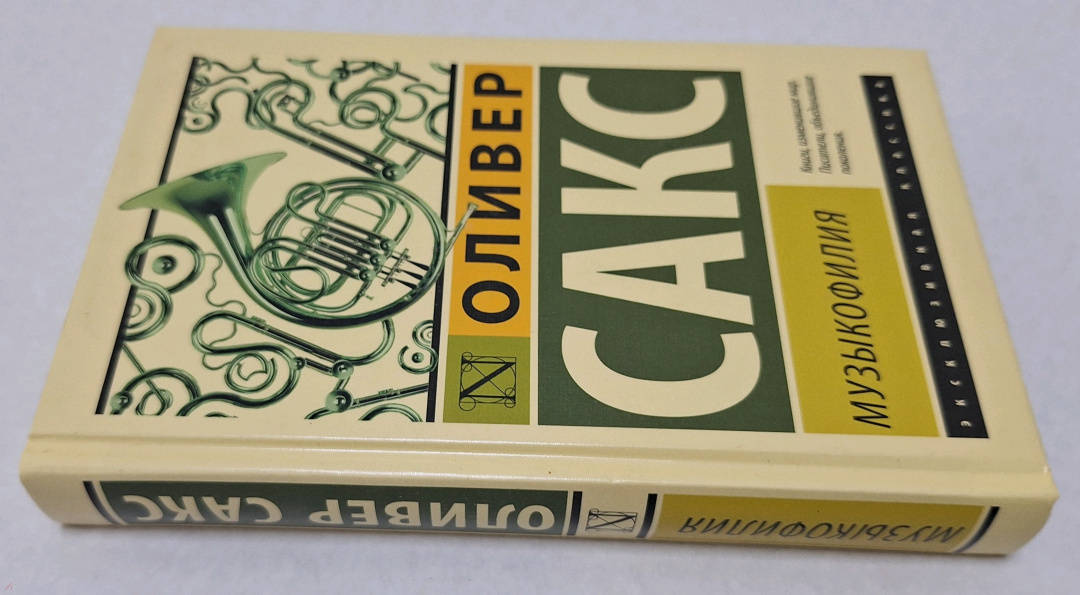 ОЛИВЕР
САКС
Книги, изменившие мир.
Писатели, объединившие
поколения.
МУЗЫКОФИЛИЯ
ЭКСКЛЮЗИВНАЯ КЛАССИКА
ОЛИВЕР САКС
МУЗЫКОФИЛИЯ